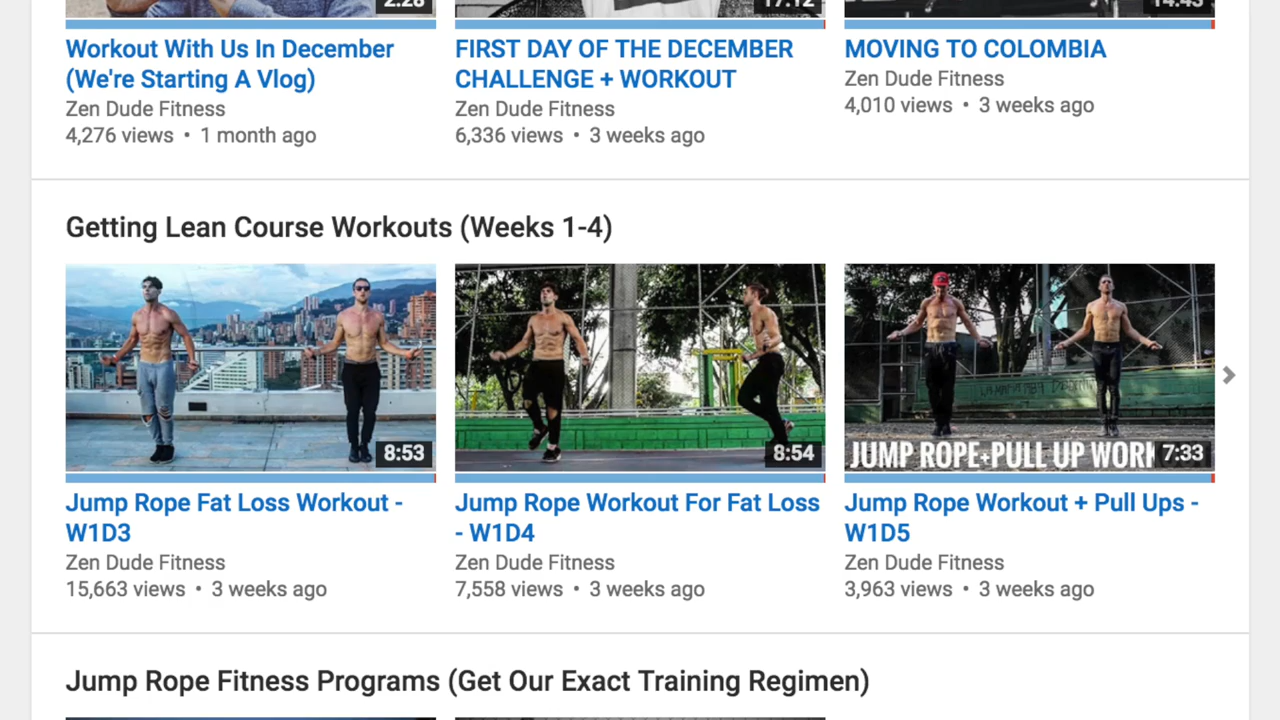 2:28
17:12
14:43
Workout With Us In December
(We're Starting A Vlog)
Zen Dude Fitness
4,276 views • 1 month ago
FIRST DAY OF THE DECEMBER
CHALLENGE + WORKOUT
Zen Dude Fitness
6,336 views • 3 weeks ago
MOVING TO COLOMBIA
Zen Dude Fitness
4,010 views • 3 weeks ago
Getting Lean Course Workouts (Weeks 1-4)
8:53
8:54
JUMP ROPE+PULL UP WORK
7:33
Jump Rope Fat Loss Workout -
W1D3
Zen Dude Fitness
15,663 views • 3 weeks ago
Jump Rope Workout For Fat Loss
- W1D4
Zen Dude Fitness
7,558 views • 3 weeks ago
Jump Rope Workout + Pull Ups -
W1D5
Zen Dude Fitness
3,963 views • 3 weeks ago
Jump Rope Fitness Programs (Get Our Exact Training Regimen)